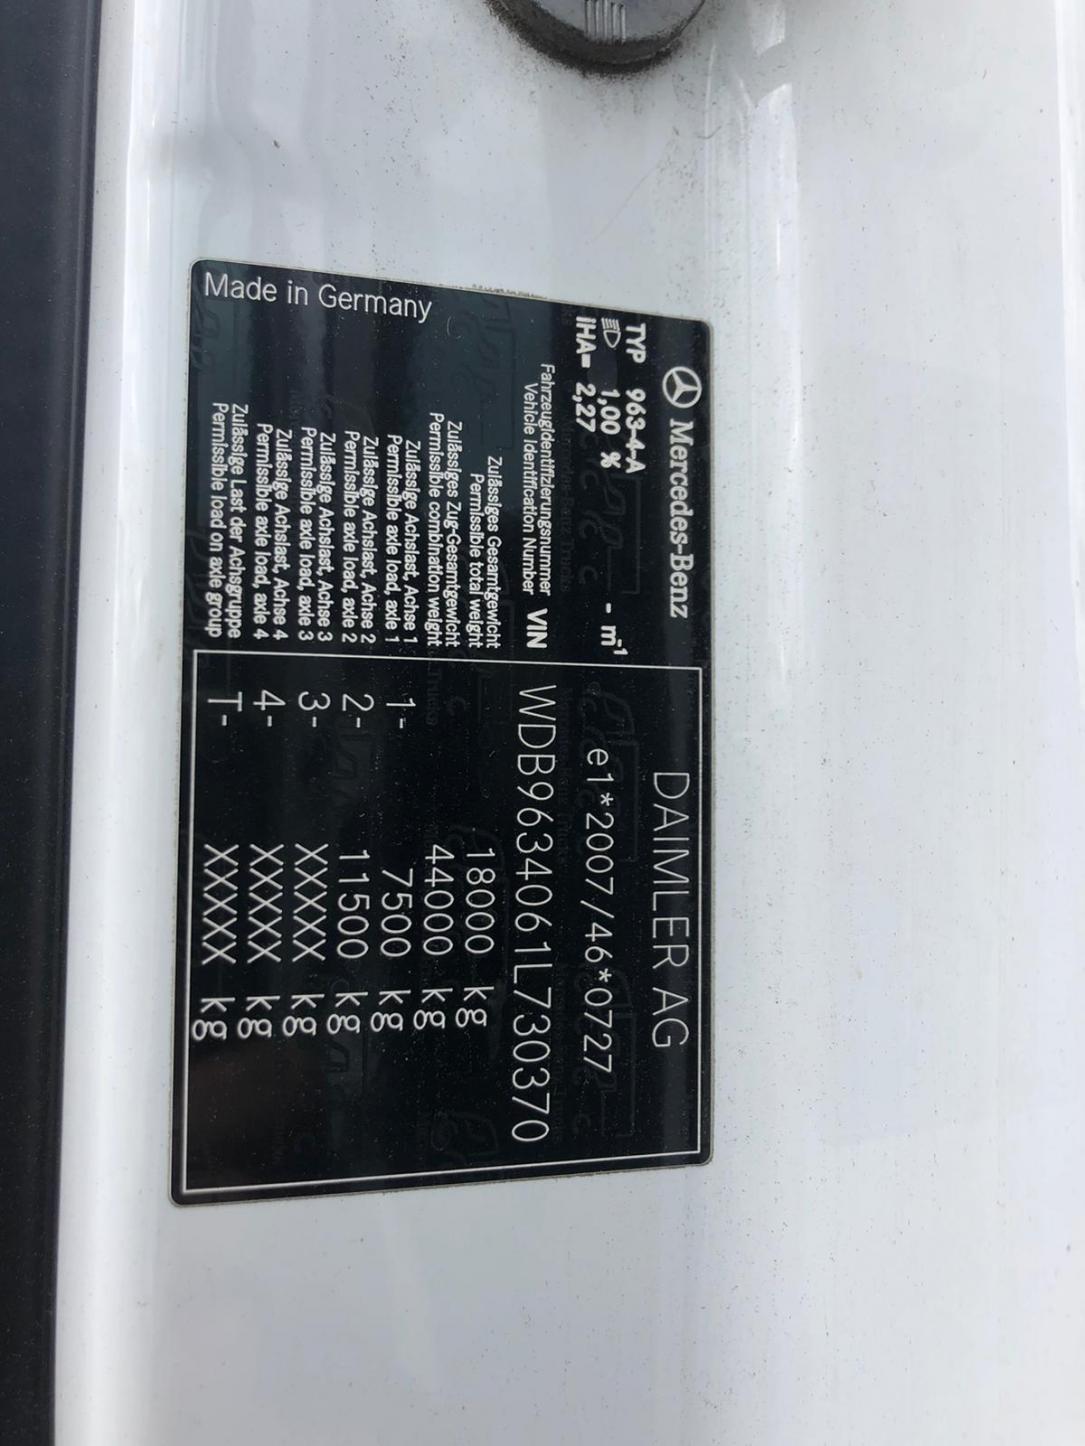 Mercedes-Benz
DAIMLER AG
TYP 963-4-A
1,00 % - m-1
e1*2007/46*0727
IHA= 2,27
Fahrzeugidentifizierungsnummer
Vehicle Identification Number VIN WDB9634061L730370
Zulässiges Gesamtgewicht
Permissible total weight 18000 kg
Zulässiges Zug-Gesamtgewicht
Permissible combination weight 44000 kg
Zulässige Achslast, Achse 1
Permissible axle load, axle 1 1- 7500 kg
Zulässige Achslast, Achse 2
Permissible axle load, axle 2 2- 11500 kg
Zulässige Achslast, Achse 3
Permissible axle load, axle 3 3- XXXXX kg
Zulässige Achslast, Achse 4
Permissible axle load, axle 4 4- XXXXX kg
Zulässige Last der Achsgruppe
Permissible load on axle group T- XXXXX kg
Made in Germany